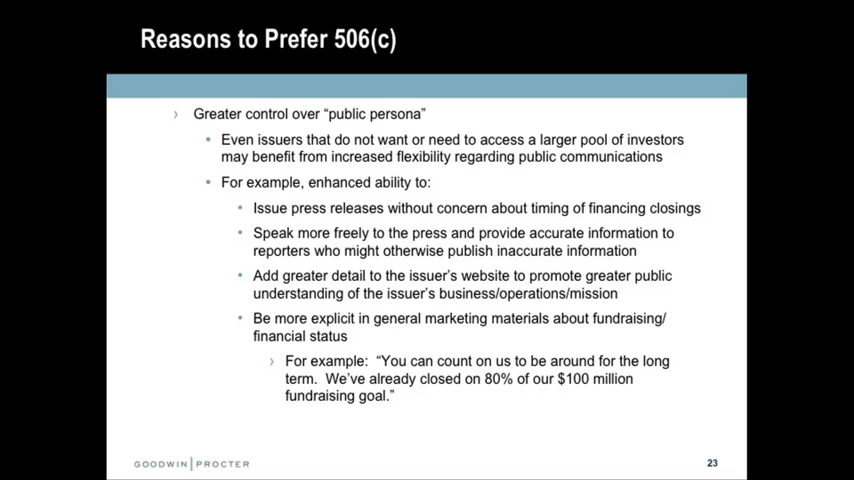 Reasons to Prefer 506(c)
› Greater control over “public persona”
▪ Even issuers that do not want or need to access a larger pool of investors
may benefit from increased flexibility regarding public communications
▪ For example, enhanced ability to:
• Issue press releases without concern about timing of financing closings
• Speak more freely to the press and provide accurate information to
reporters who might otherwise publish inaccurate information
• Add greater detail to the issuer’s website to promote greater public
understanding of the issuer’s business/operations/mission
• Be more explicit in general marketing materials about fundraising/
financial status
› For example: “You can count on us to be around for the long
term. We’ve already closed on 80% of our $100 million
fundraising goal.”
GOODWIN PROCTER
23